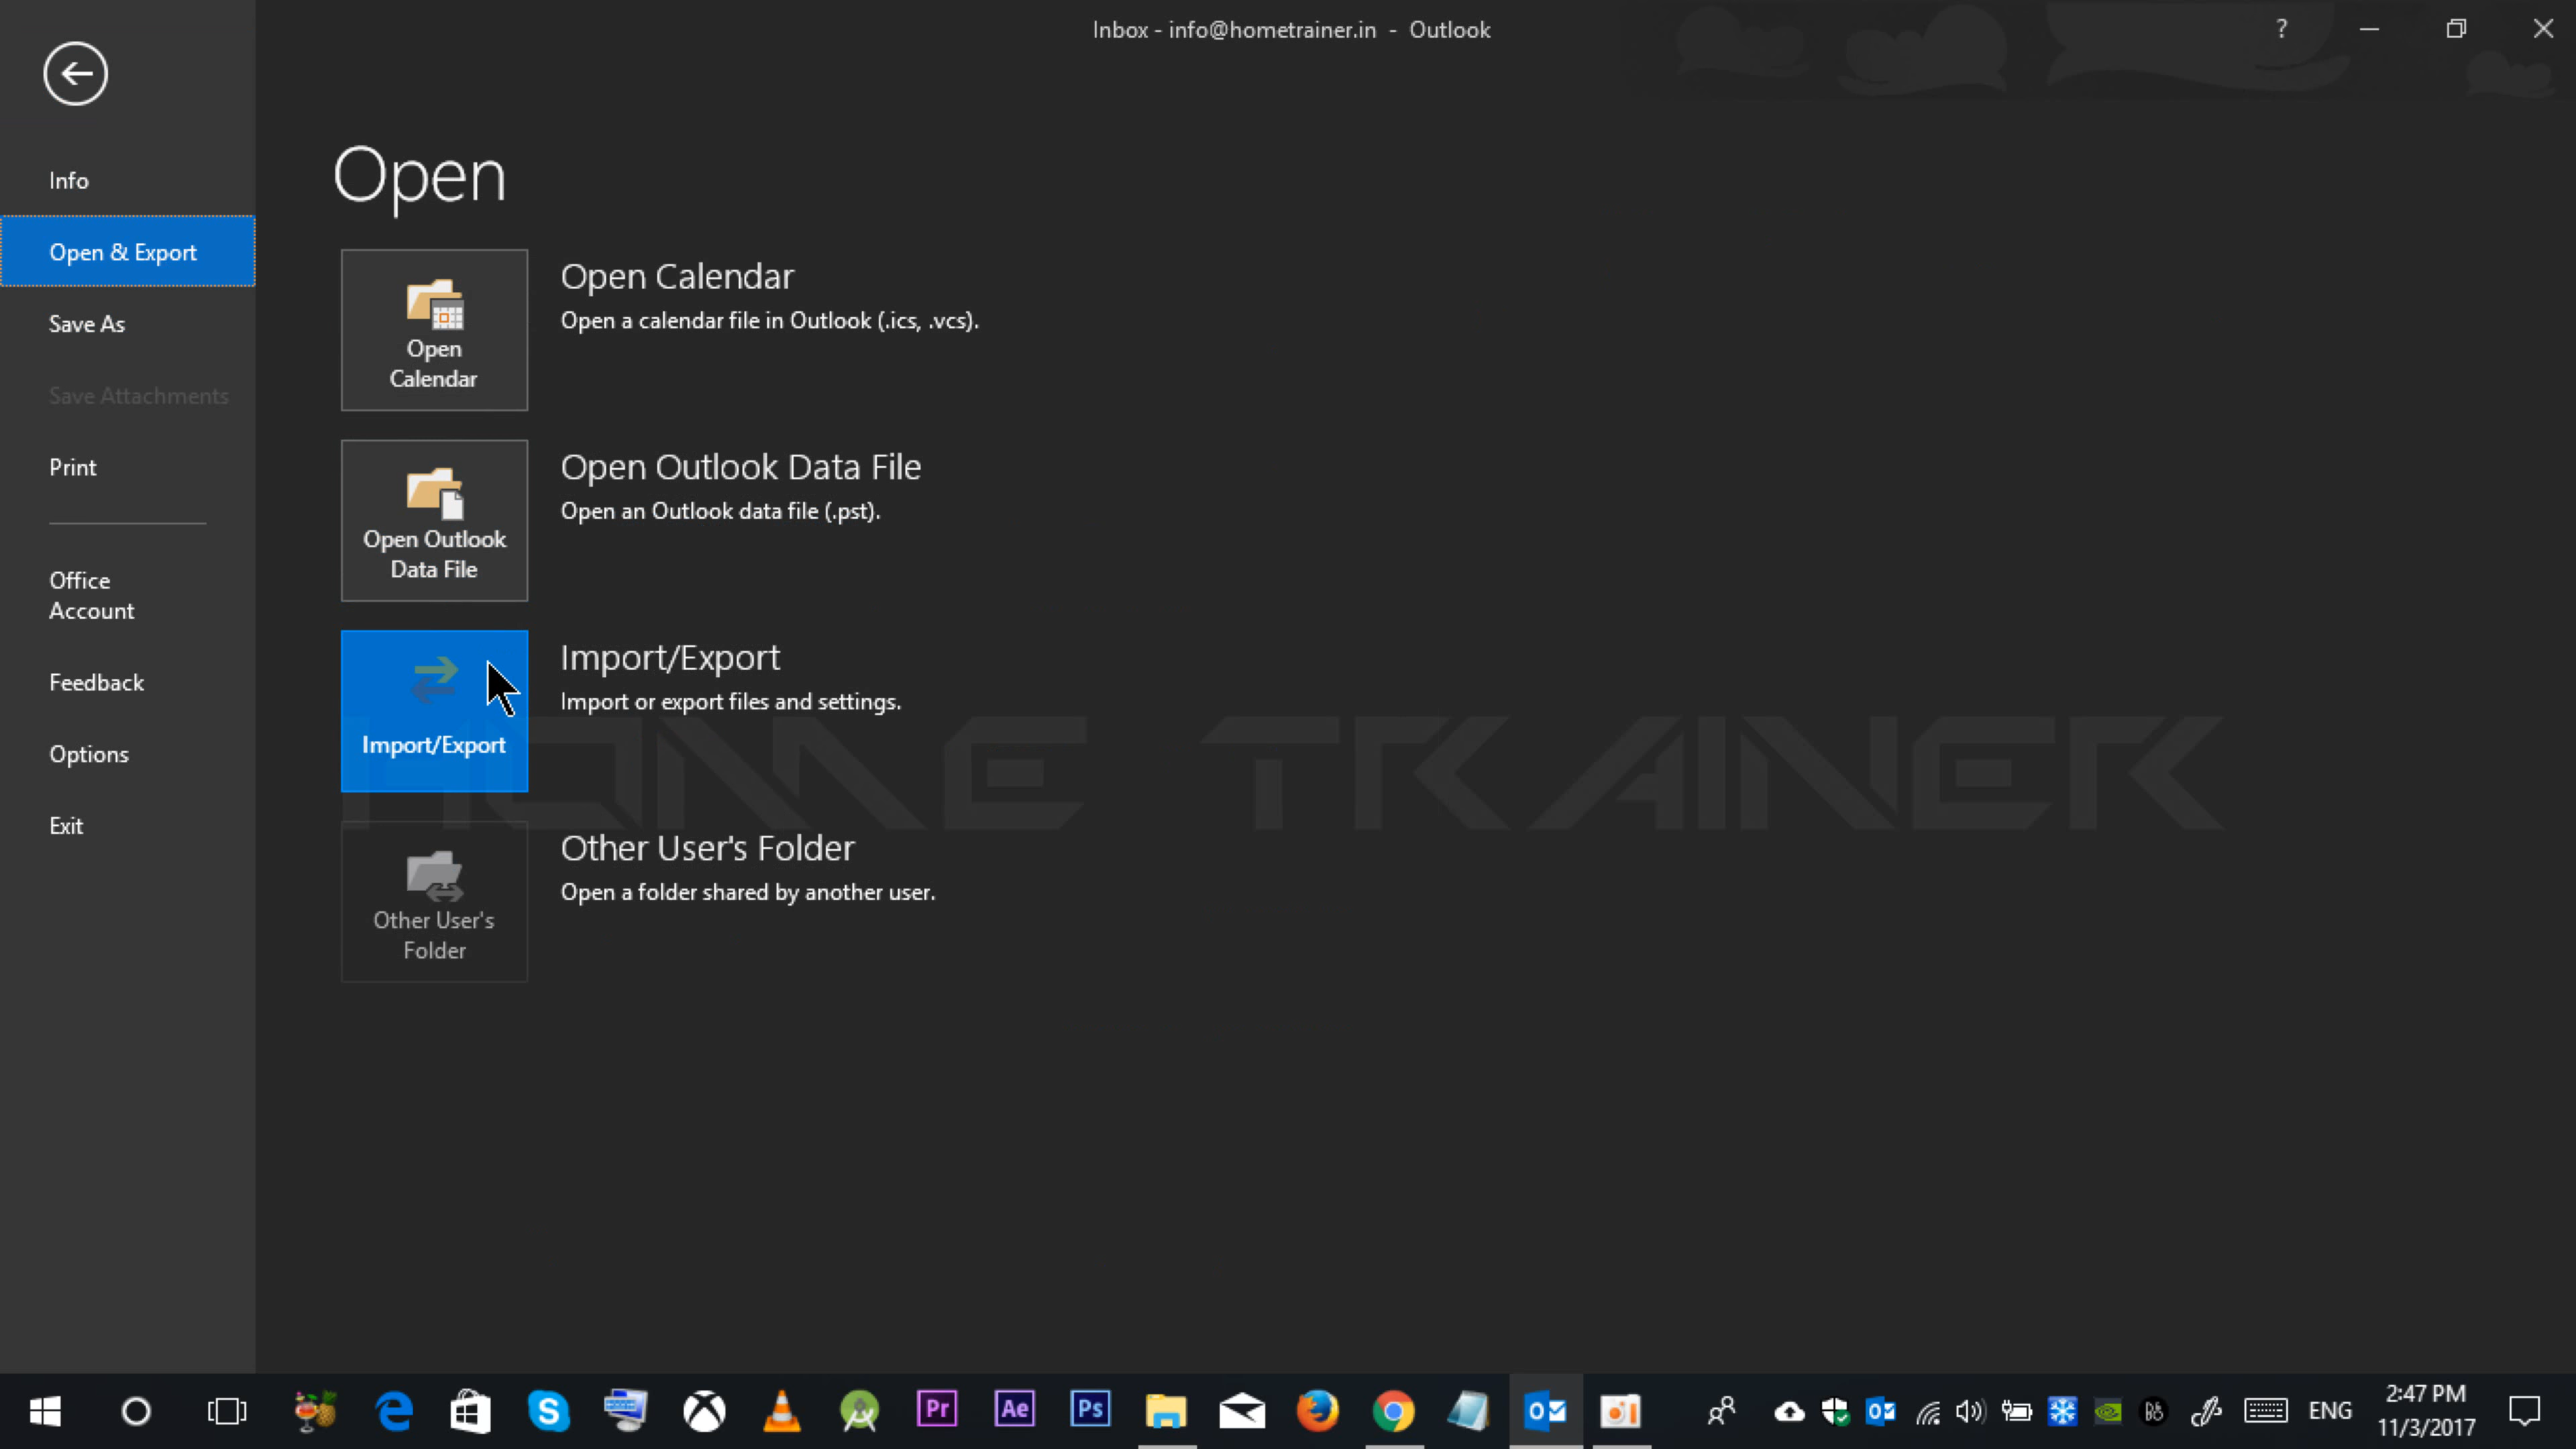 Inbox - info@hometrainer.in - Outlook
?
Info
Open & Export
Save As
Save Attachments
Print
Office
Account
Feedback
Options
Exit
Open
Open
Calendar
Open Calendar
Open a calendar file in Outlook (.ics, .vcs).
Open Outlook
Data File
Open Outlook Data File
Open an Outlook data file (.pst).
Import/Export
Import/Export
Import or export files and settings.
HOME TRAINER
Other User's
Folder
Other User's Folder
Open a folder shared by another user.
Pr
Ae
Ps
ENG
2:47 PM
11/3/2017